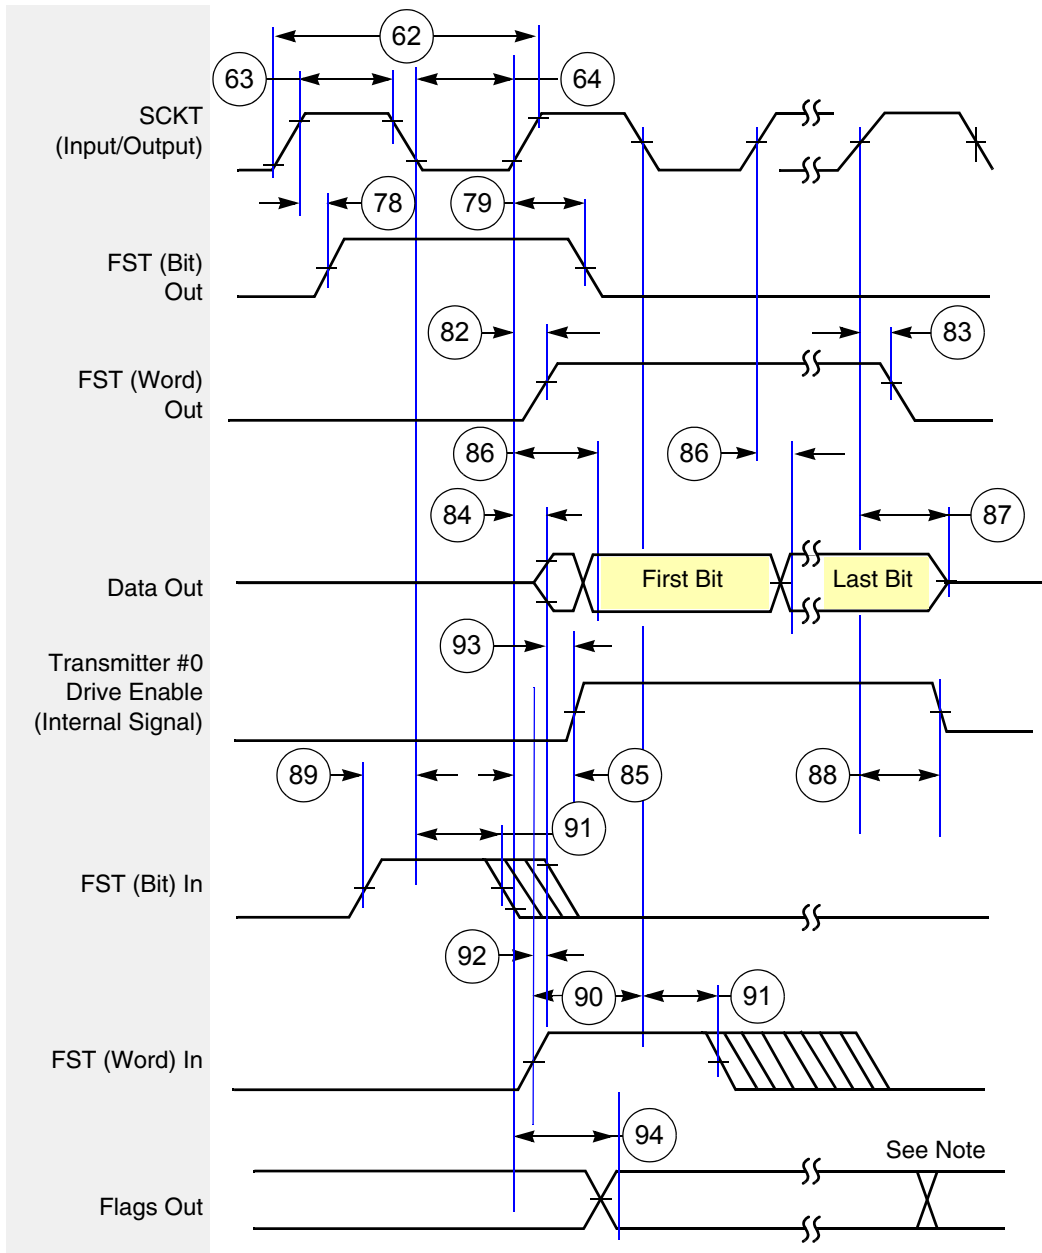 62
63
64
SCKT
(Input/Output)
78
79
FST (Bit)
Out
82
83
FST (Word)
Out
86
86
84
87
Data Out
First Bit
Last Bit
93
Transmitter #0
Drive Enable
(Internal Signal)
89
85
88
91
FST (Bit) In
92
90
91
FST (Word) In
94
See Note
Flags Out